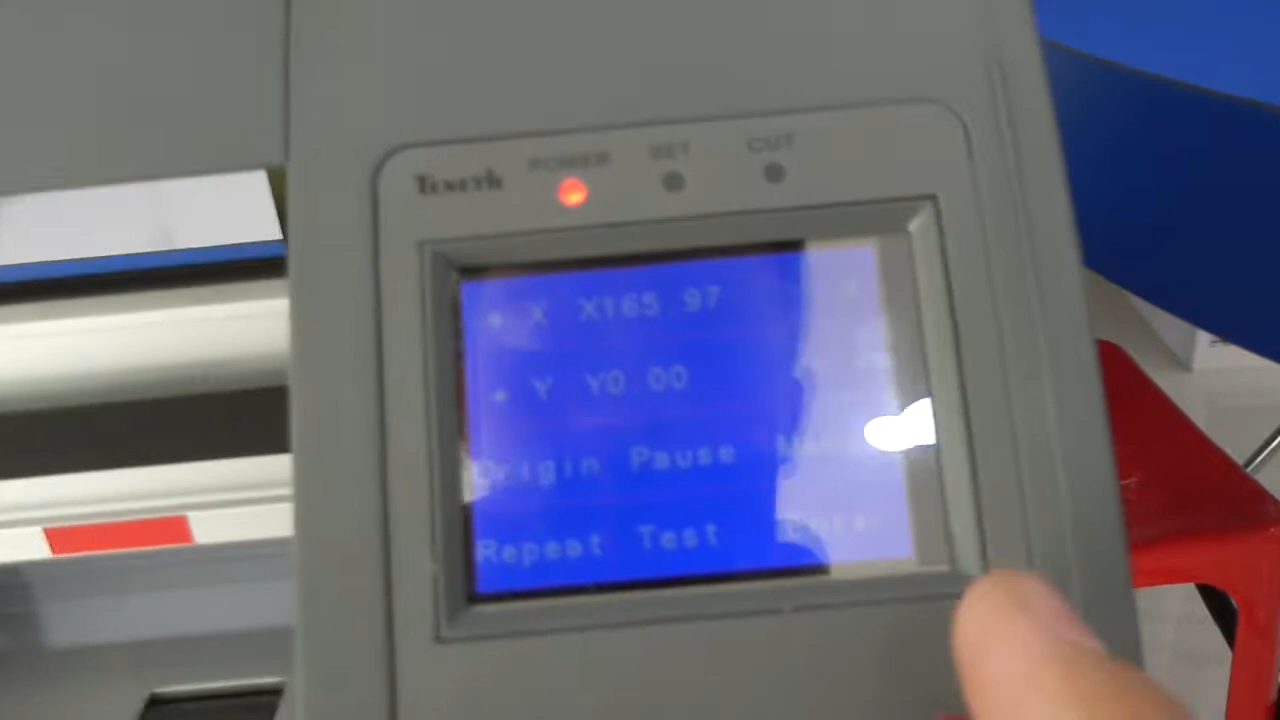 Teneth POWER SET CUT
+ X X165.97
+ Y Y0.00
Origin Pause
Repeat Test